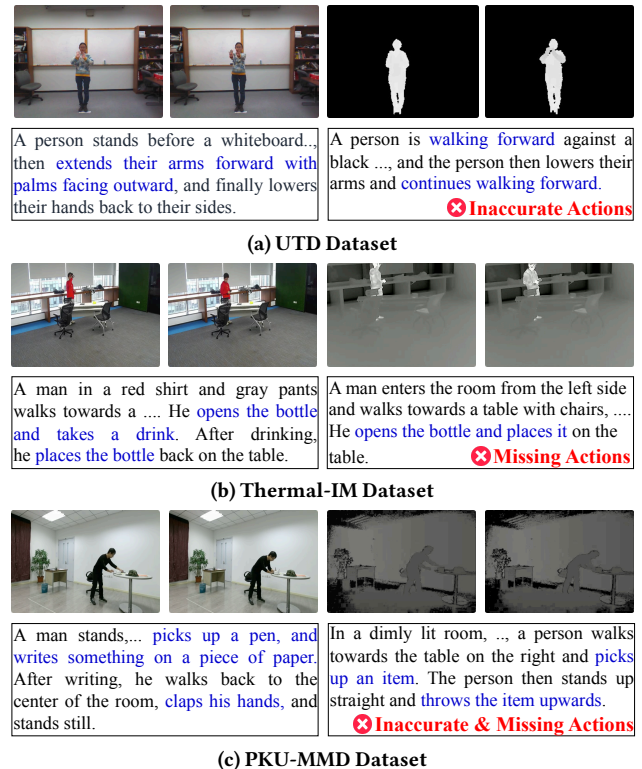 A person stands before a whiteboard..,
then extends their arms forward with
palms facing outward, and finally lowers
their hands back to their sides.
A person is walking forward against a
black ..., and the person then lowers their
arms and continues walking forward.
Inaccurate Actions
(a) UTD Dataset
A man in a red shirt and gray pants
walks towards a .... He opens the bottle
and takes a drink. After drinking,
he places the bottle back on the table.
A man enters the room from the left side
and walks towards a table with chairs, ....
He opens the bottle and places it on the
table.
Missing Actions
(b) Thermal-IM Dataset
A man stands,... picks up a pen, and
writes something on a piece of paper.
After writing, he walks back to the
center of the room, claps his hands, and
stands still.
In a dimly lit room, .., a person walks
towards the table on the right and picks
up an item. The person then stands up
straight and throws the item upwards.
Inaccurate & Missing Actions
(c) PKU-MMD Dataset